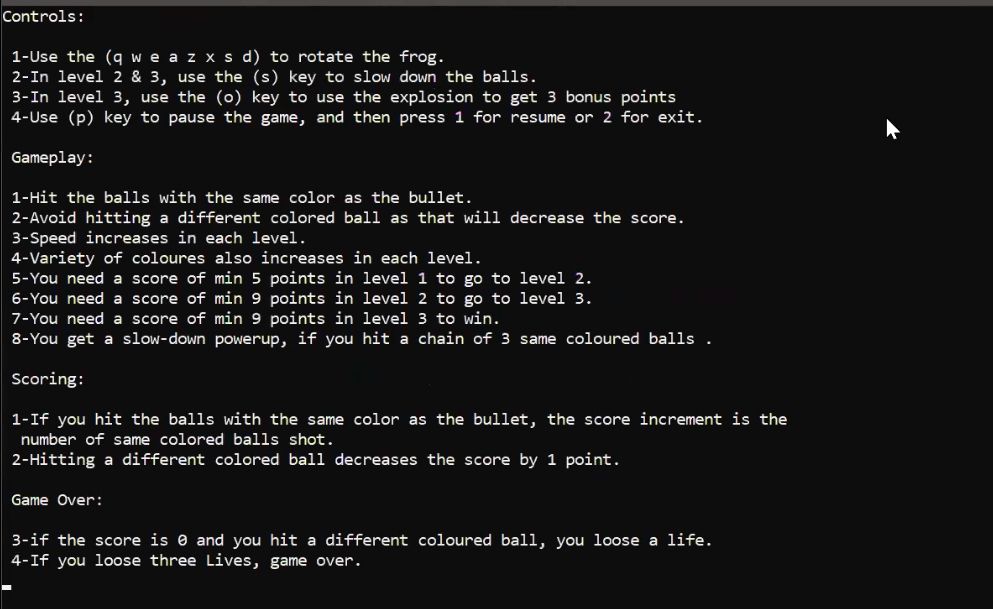 Controls:
1-Use the (q w e a z x s d) to rotate the frog.
2-In level 2 & 3, use the (s) key to slow down the balls.
3-In level 3, use the (o) key to use the explosion to get 3 bonus points
4-Use (p) key to pause the game, and then press 1 for resume or 2 for exit.
Gameplay:
1-Hit the balls with the same color as the bullet.
2-Avoid hitting a different colored ball as that will decrease the score.
3-Speed increases in each level.
4-Variety of coloures also increases in each level.
5-You need a score of min 5 points in level 1 to go to level 2.
6-You need a score of min 9 points in level 2 to go to level 3.
7-You need a score of min 9 points in level 3 to win.
8-You get a slow-down powerup, if you hit a chain of 3 same coloured balls .
Scoring:
1-If you hit the balls with the same color as the bullet, the score increment is the
number of same colored balls shot.
2-Hitting a different colored ball decreases the score by 1 point.
Game Over:
3-if the score is 0 and you hit a different coloured ball, you loose a life.
4-If you loose three Lives, game over.